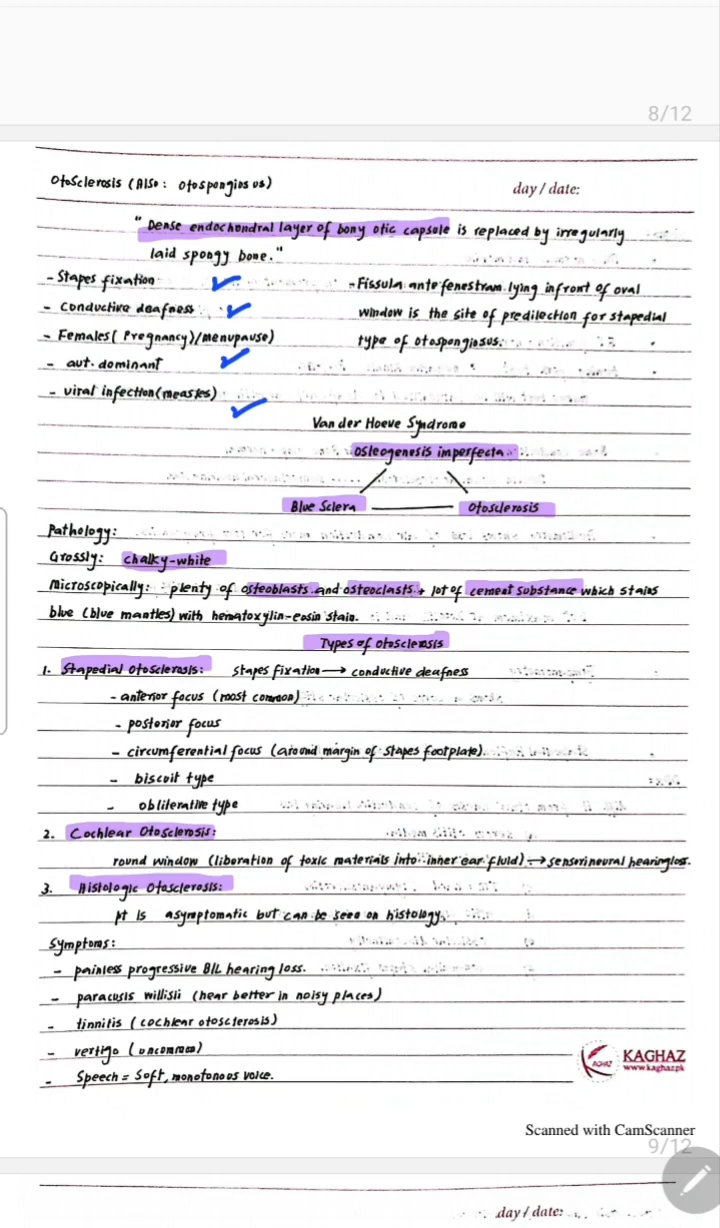 8/12
Otosclerosis (Also: otospongiosus)
day / date:
" Dense endochondral layer of bony otic capsule is replaced by irregularly
laid spongy bone."
- Stapes fixation
- Conductive deafness
- Females( Pregnancy)/menupause)
- aut. dominant
- viral infection(measles)
- Fissula ante fenestram lying infront of oval
window is the site of predilection for stapedial
type of otospongiosus.
Van der Hoeve Syndrome
osteogenesis imperfecta
Blue Sclera
Otosclerosis
Pathology:
Grossly: chalky-white
Microscopically: plenty of osteoblasts and osteoclasts + lot of cement substance which stains
blue (blue mantles) with hematoxylin-eosin stain.
Types of otosclerosis
1. Stapedial otosclerosis: stapes fixation → conductive deafness
- anterior focus (most common)
- posterior focus
- circumferential focus (around margin of stapes footplate).
- biscuit type
- obliterative type
2. Cochlear Otosclerosis:
round window (liberation of toxic materials into inner ear fluid) → sensorineural hearingloss.
3. Histologic Otosclerosis:
pt is asymptomatic but can be seen on histology.
Symptoms:
- painless progressive B/L hearing loss.
- paracusis willisii (hear better in noisy places)
- tinnitis (cochlear otosclerosis)
- vertigo (uncommon)
- Speech = Soft, monotonous voice.
KAGHAZ
www.kaghaz.pk
Scanned with CamScanner
9/12
day / date: